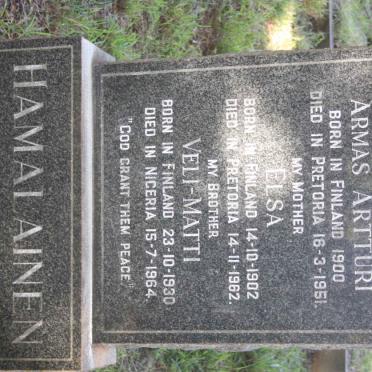 ARMAS ARTTURI
BORN IN FINLAND 1900
DIED IN PRETORIA 16-3-1951.
MY MOTHER
ELSA
BORN IN FINLAND 14-10-1902
DIED IN PRETORIA 14-11-1962.
MY BROTHER
VELI-MATTI
BORN IN FINLAND 23-10-1930
DIED IN NIGERIA 15-7-1964.
"GOD GRANT THEM PEACE"
HAMALAINEN